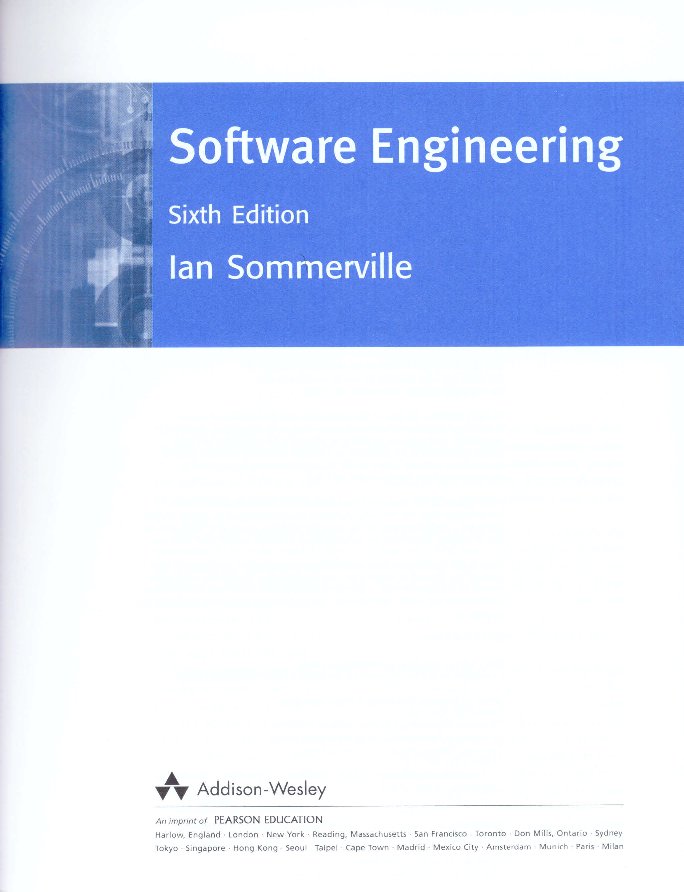 Software Engineering
Sixth Edition
Ian Sommerville
Addison-Wesley
An imprint of PEARSON EDUCATION
Harlow, England · London · New York · Reading, Massachusetts · San Francisco · Toronto · Don Mills, Ontario · Sydney
Tokyo · Singapore · Hong Kong · Seoul · Taipei · Cape Town · Madrid · Mexico City · Amsterdam · Munich · Paris · Milan